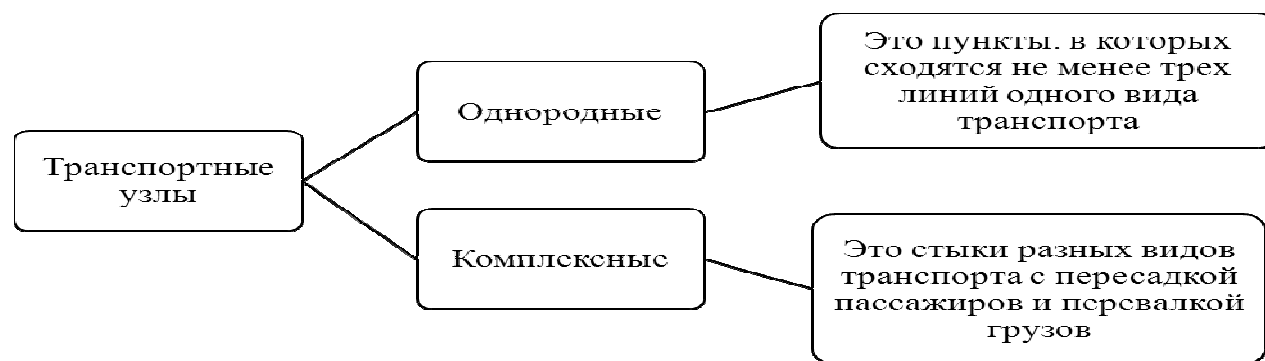 Транспортные
узлы
Однородные
Это пункты, в которых
сходятся не менее трех
линий одного вида
транспорта
Комплексные
Это стыки разных видов
транспорта с пересадкой
пассажиров и перевалкой
грузов